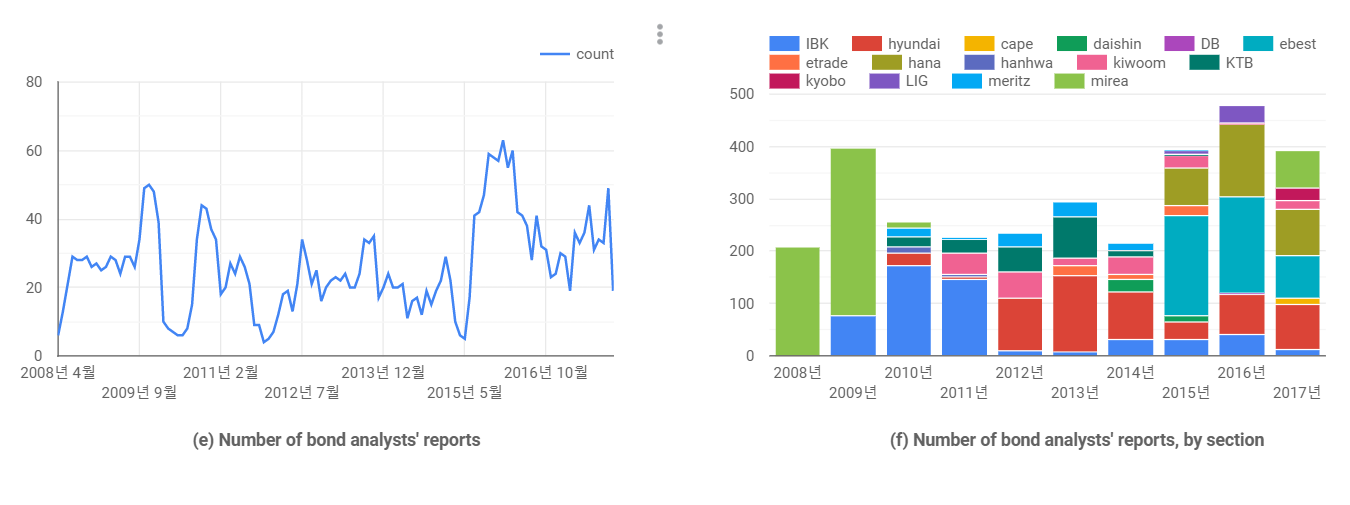 count
80
60
40
20
0
2008년 4월
2011년 2월
2013년 12월
2016년 10월
2009년 9월
2012년 7월
2015년 5월
(e) Number of bond analysts' reports
IBK hyundai cape daishin DB ebest
etrade hana hanhwa kiwoom KTB
kyobo LIG meritz mirea
500
400
300
200
100
0
2008년 2010년 2012년 2014년 2016년
2009년 2011년 2013년 2015년 2017년
(f) Number of bond analysts' reports, by section